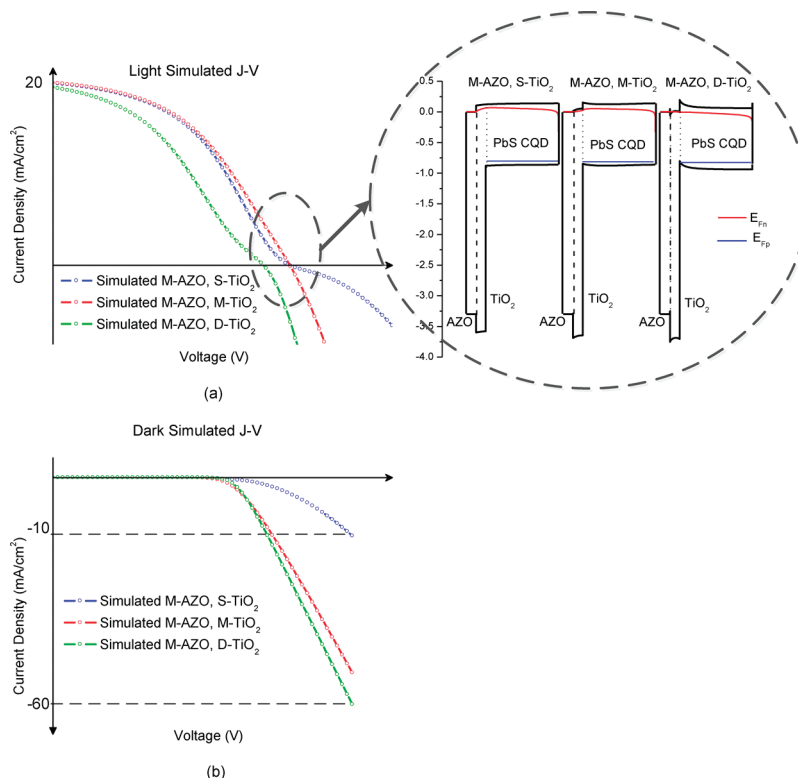 Light Simulated J-V
20
Current Density (mA/cm²)
Simulated M-AZO, S-TiO₂
Simulated M-AZO, M-TiO₂
Simulated M-AZO, D-TiO₂
Voltage (V)
(a)
M-AZO, S-TiO₂ M-AZO, M-TiO₂ M-AZO, D-TiO₂
0.5
0.0
-0.5
-1.0
-1.5
-2.0
-2.5
-3.0
-3.5
-4.0
PbS CQD PbS CQD PbS CQD
E_Fn
E_Fp
TiO₂ TiO₂ TiO₂
AZO AZO AZO
Dark Simulated J-V
-10
-60
Current Density (mA/cm²)
Simulated M-AZO, S-TiO₂
Simulated M-AZO, M-TiO₂
Simulated M-AZO, D-TiO₂
Voltage (V)
(b)